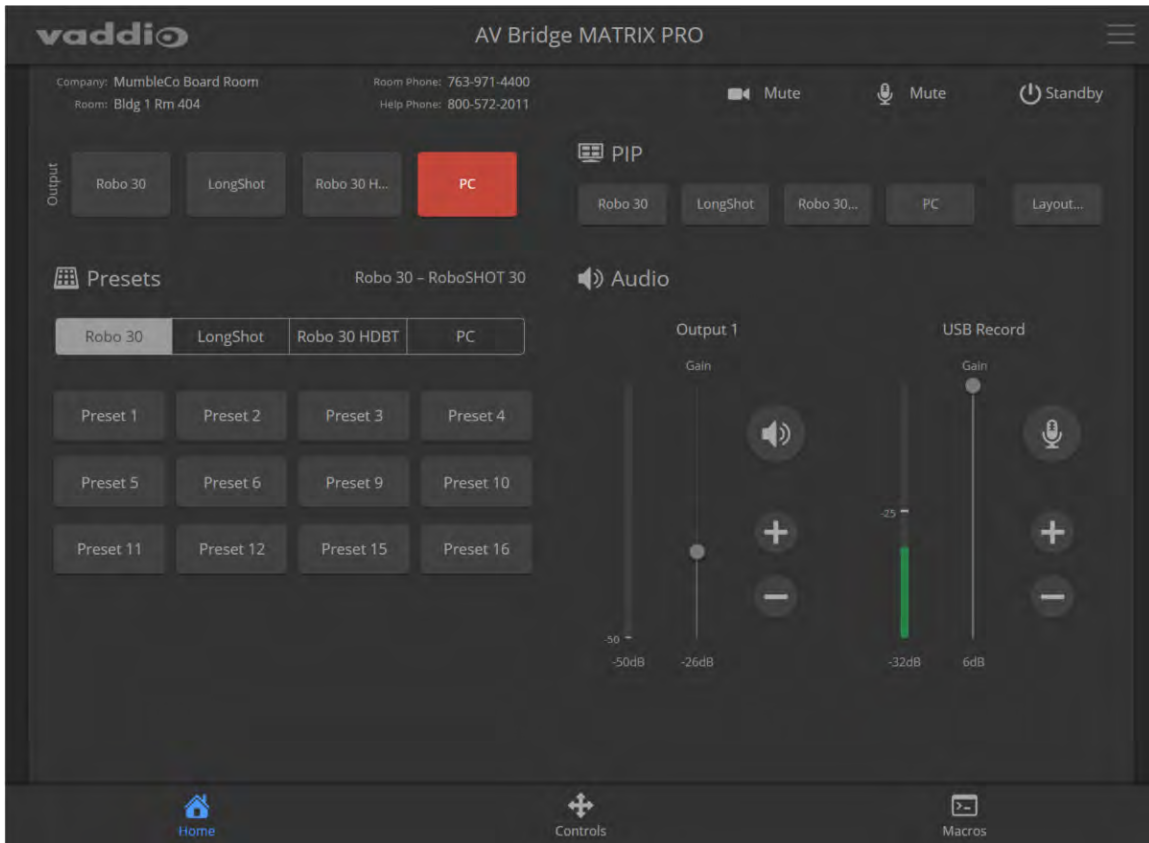 vaddio
AV Bridge MATRIX PRO
Company: MumbleCo Board Room
Room: Bldg 1 Rm 404
Room Phone: 763-971-4400
Help Phone: 800-572-2011
Mute
Mute
Standby
Output
Robo 30
LongShot
Robo 30 H...
PC
PIP
Robo 30
LongShot
Robo 30...
PC
Layout...
Presets
Robo 30 – RoboSHOT 30
Robo 30
LongShot
Robo 30 HDBT
PC
Preset 1
Preset 2
Preset 3
Preset 4
Preset 5
Preset 6
Preset 9
Preset 10
Preset 11
Preset 12
Preset 15
Preset 16
Audio
Output 1
Gain
-50
-50dB
-26dB
USB Record
Gain
-25
-32dB
6dB
Home
Controls
Macros